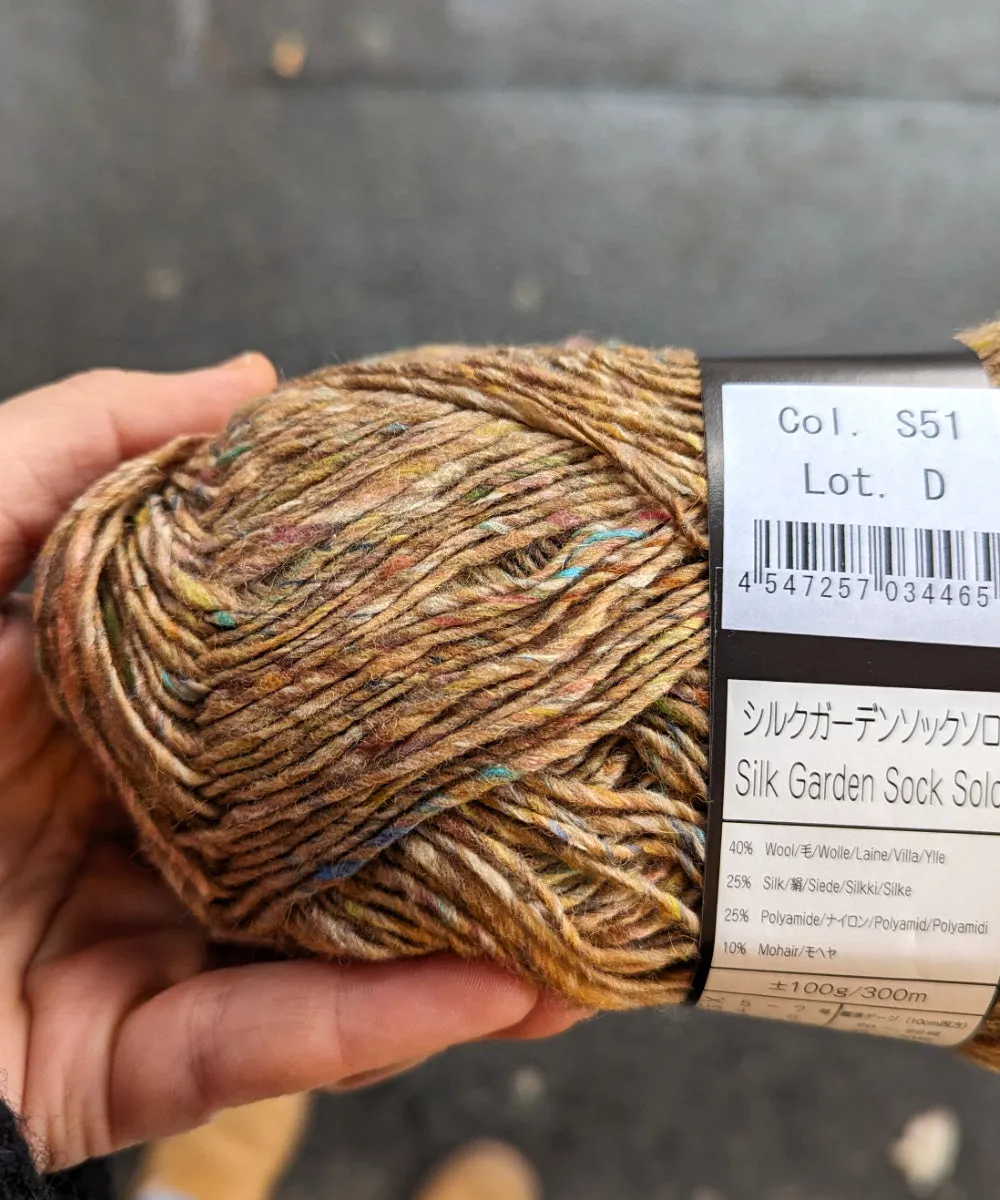 Col. S51
Lot. D
4 547257 034465
シルクガーデンソックソロ
Silk Garden Sock Solo
40% Wool/毛/Wolle/Laine/Villa/Ylle
25% Silk/絹/Siede/Silkki/Silke
25% Polyamide/ナイロン/Polyamid/Polyamidi
10% Mohair/モヘヤ
±100g/300m